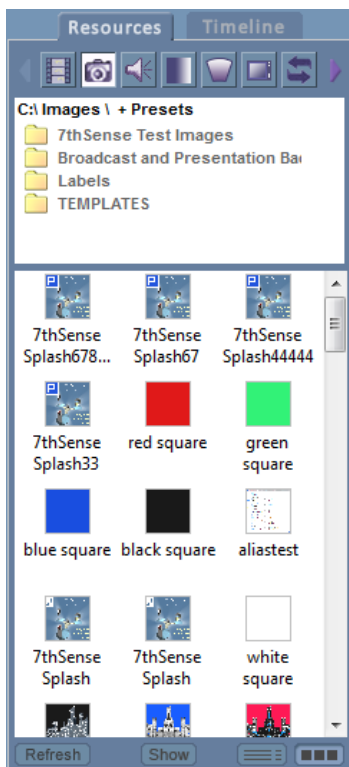 Resources Timeline
C:\ Images \ + Presets
7thSense Test Images
Broadcast and Presentation Bac
Labels
TEMPLATES
P P P
7thSense 7thSense 7thSense
Splash678... Splash67 Splash44444
P
7thSense red square green
Splash33 square
blue square black square aliastest
7thSense 7thSense white
Splash Splash square
Refresh Show